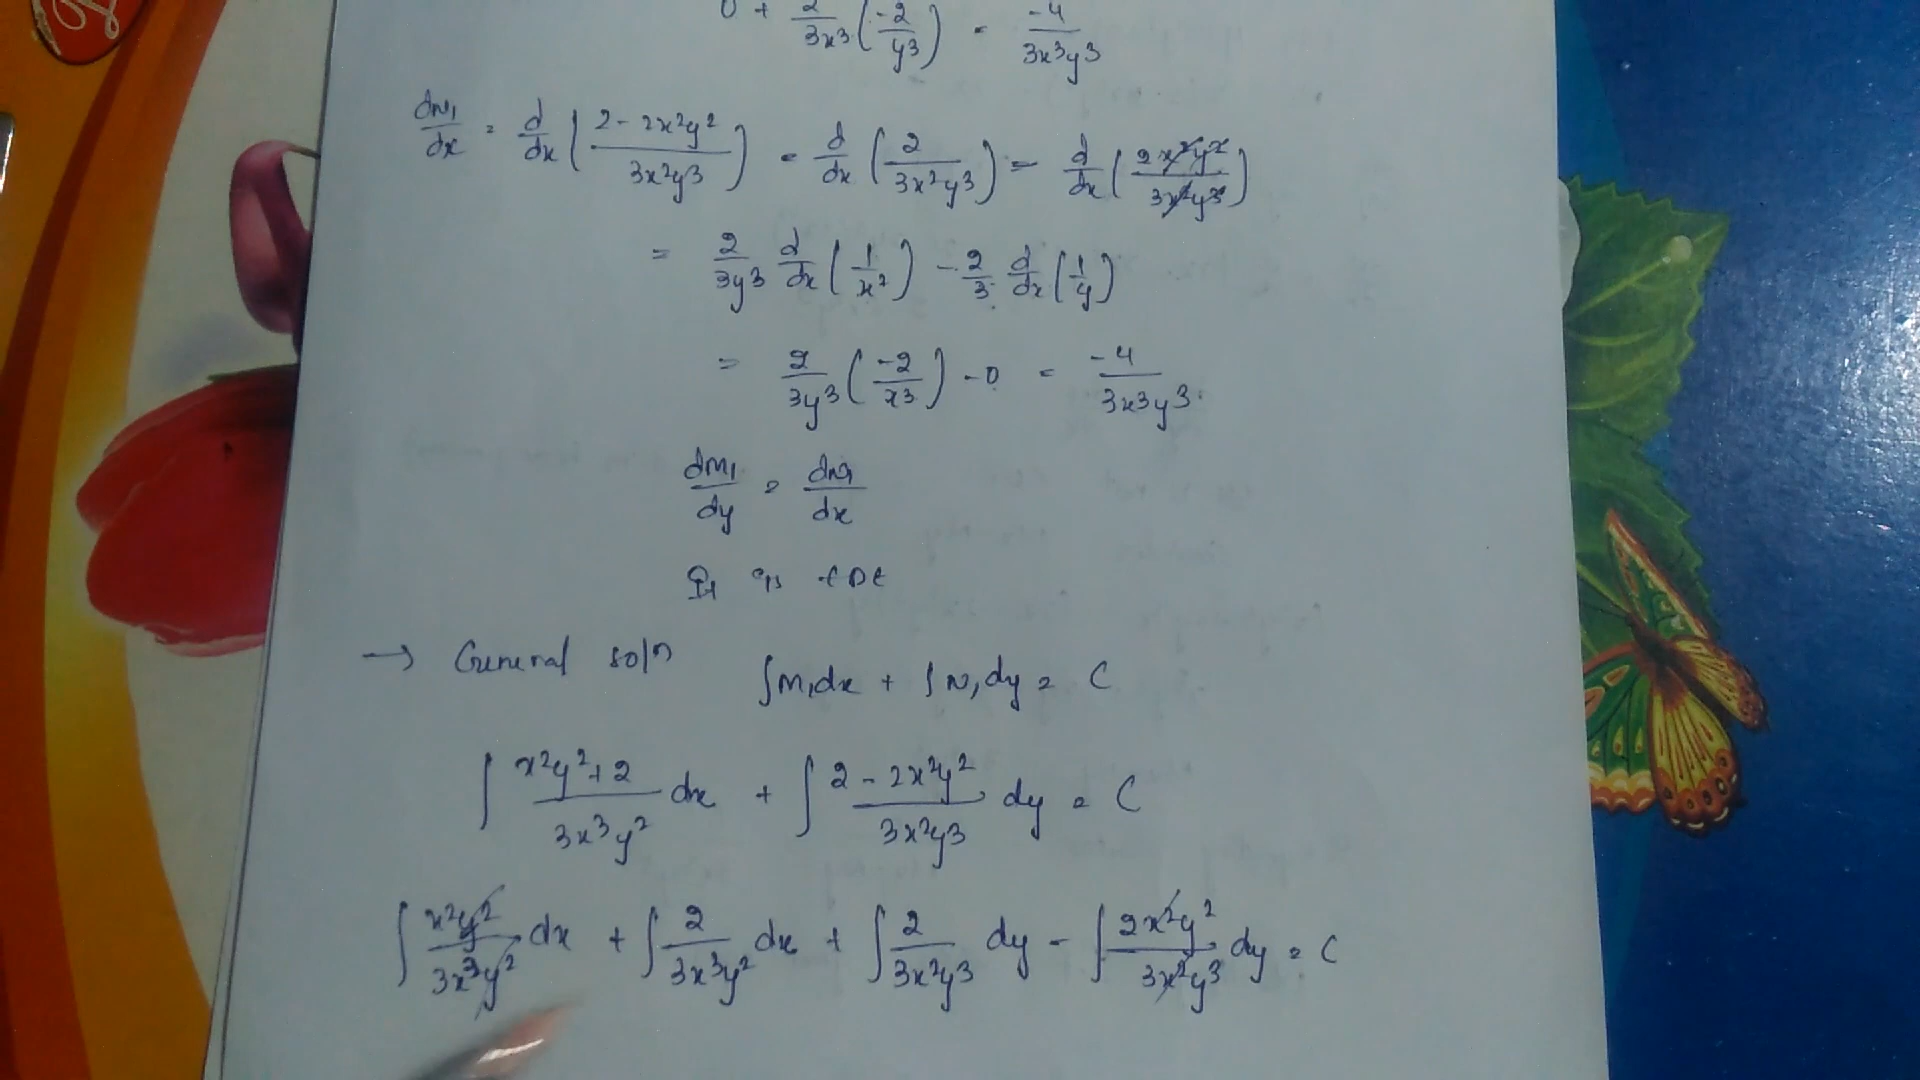 0 + 2/3x³ (-2/y³) = -4/3x³y³
dN₁/dx = d/dx (2 - 2x²y²/3x²y³) = d/dx (2/3x²y³) = d/dx (2x²y²/3x²y³)
= 2/3y³ d/dx (1/x²) - 2/3 d/dx (1/y)
= 2/3y³ (-2/x³) - 0 = -4/3x³y³
dM₁/dy = dN₁/dx
It is EDE
→ General soln ∫M₁dx + ∫N₁dy = C
∫ x²y²+2/3x³y² dx + ∫ 2 - 2x²y²/3x²y³ dy = C
∫ x²y²/3x³y² dx + ∫ 2/3x³y² dx + ∫ 2/3x²y³ dy - ∫ 2x²y²/3x²y³ dy = C